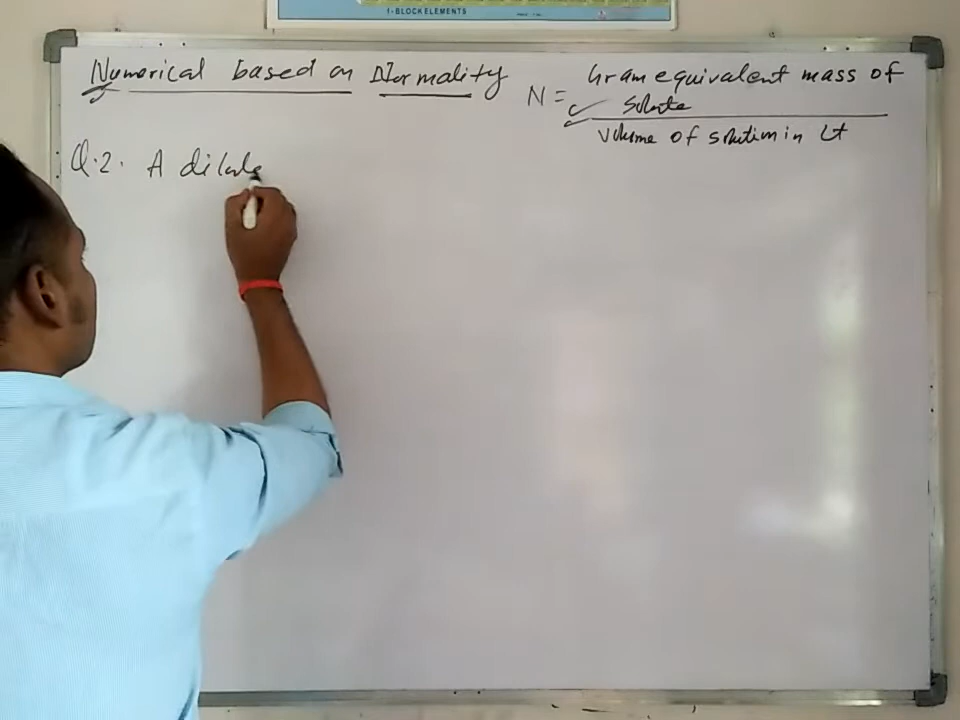 f-BLOCK ELEMENTS
Numerical based on Normality
N = Gram equivalent mass of
solute
volume of solution in Lt
Q.2. A dilute